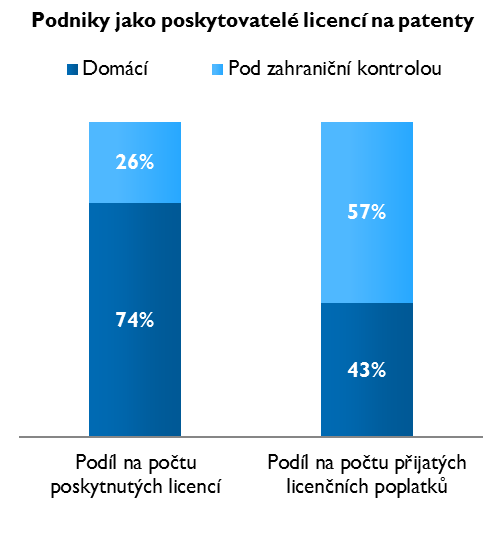 Podniky jako poskytovatelé licencí na patenty
Domácí
Pod zahraniční kontrolou
26%
57%
74%
43%
Podíl na počtu
poskytnutých licencí
Podíl na počtu přijatých
licenčních poplatků